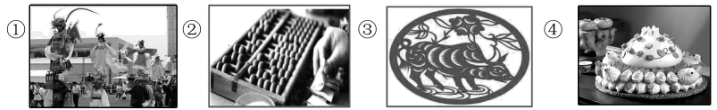 ① ② ③ ④